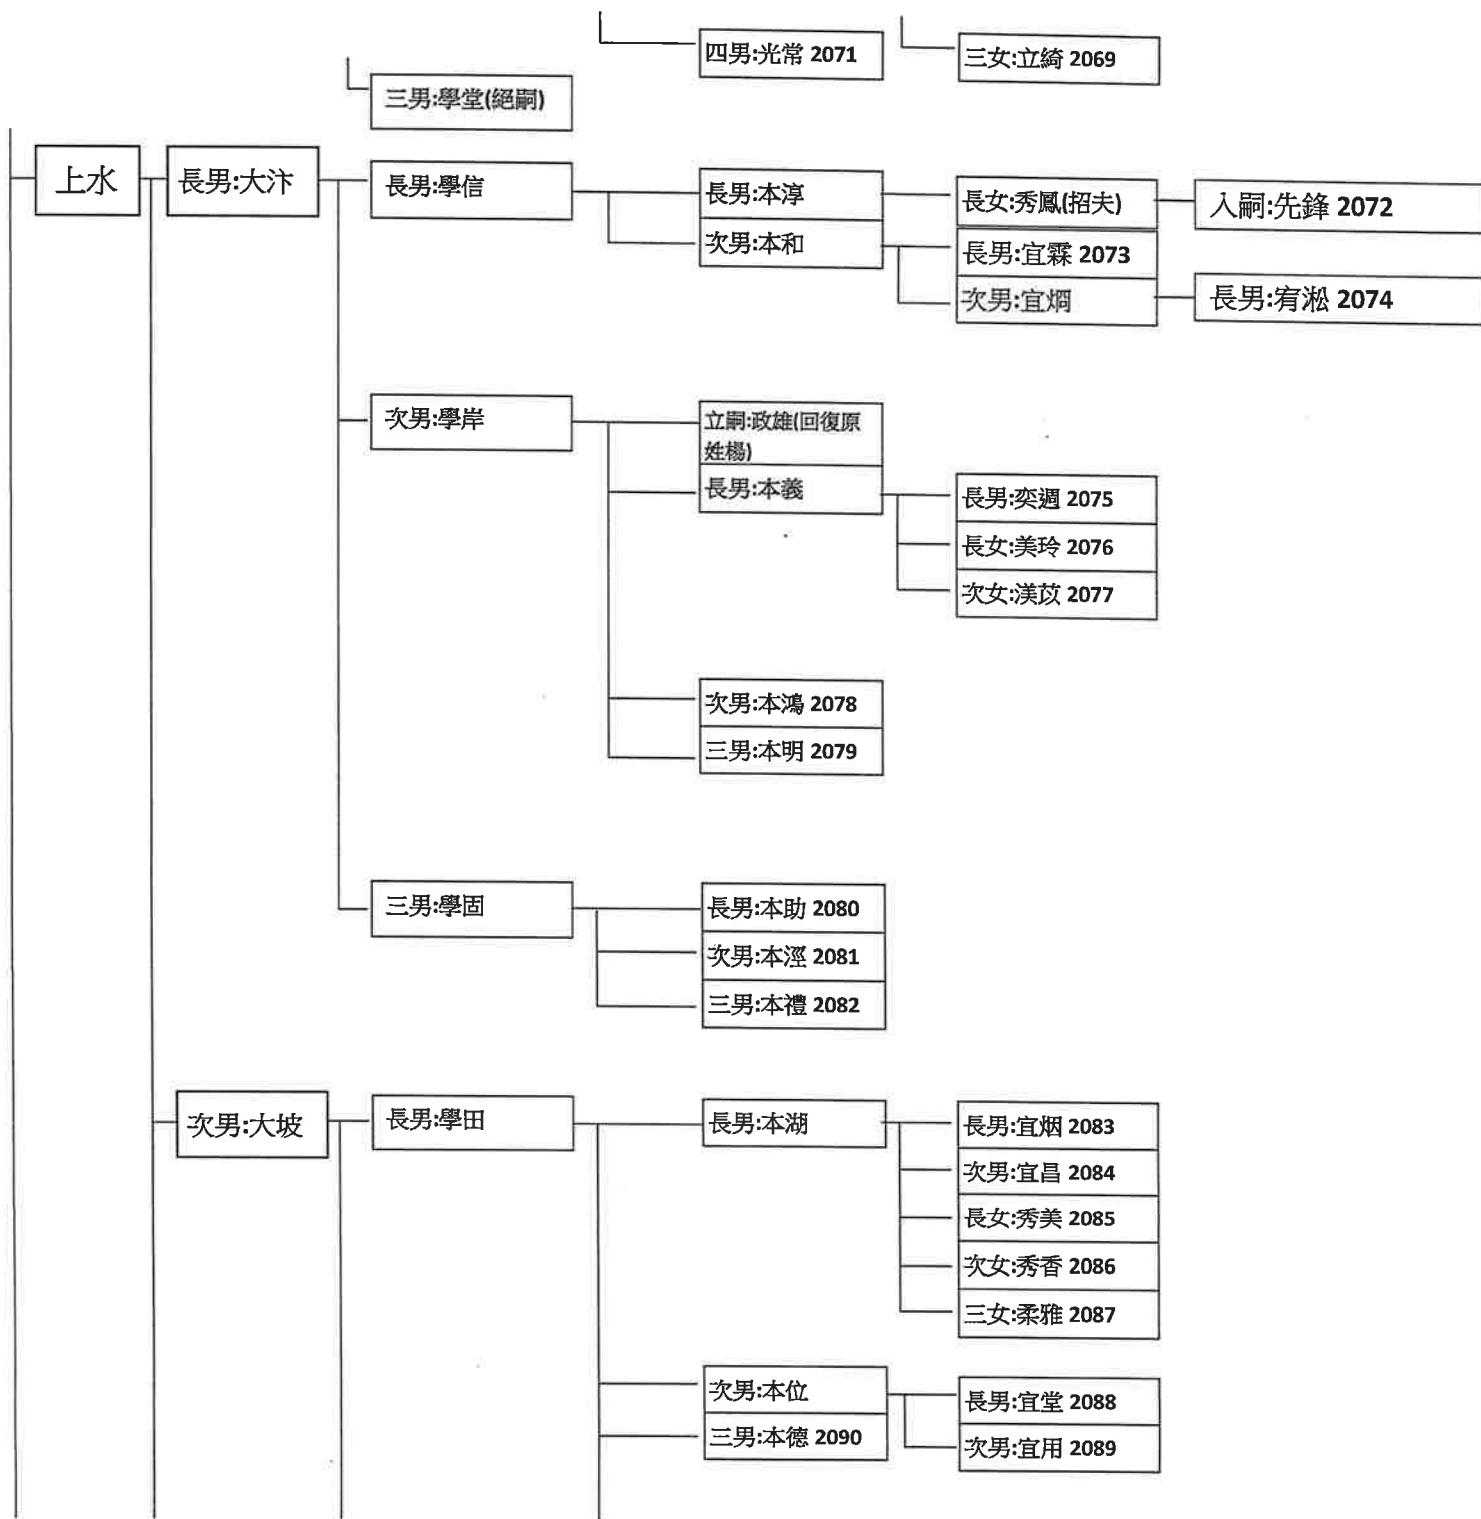 四男:光常 2071
三女:立綺 2069
三男:學堂(絕嗣)
上水
長男:大汴
長男:學信
長男:本淳
長女:秀鳳(招夫)
入嗣:先鋒 2072
次男:本和
長男:宜霖 2073
次男:宜烱
長男:宥淞 2074
次男:學岸
立嗣:政雄(回復原
姓楊)
長男:本義
長男:奕週 2075
長女:美玲 2076
次女:渼苡 2077
次男:本鴻 2078
三男:本明 2079
三男:學固
長男:本助 2080
次男:本溼 2081
三男:本禮 2082
次男:大坡
長男:學田
長男:本湖
長男:宜烟 2083
次男:宜昌 2084
長女:秀美 2085
次女:秀香 2086
三女:柔雅 2087
次男:本位
長男:宜堂 2088
三男:本德 2090
次男:宜用 2089